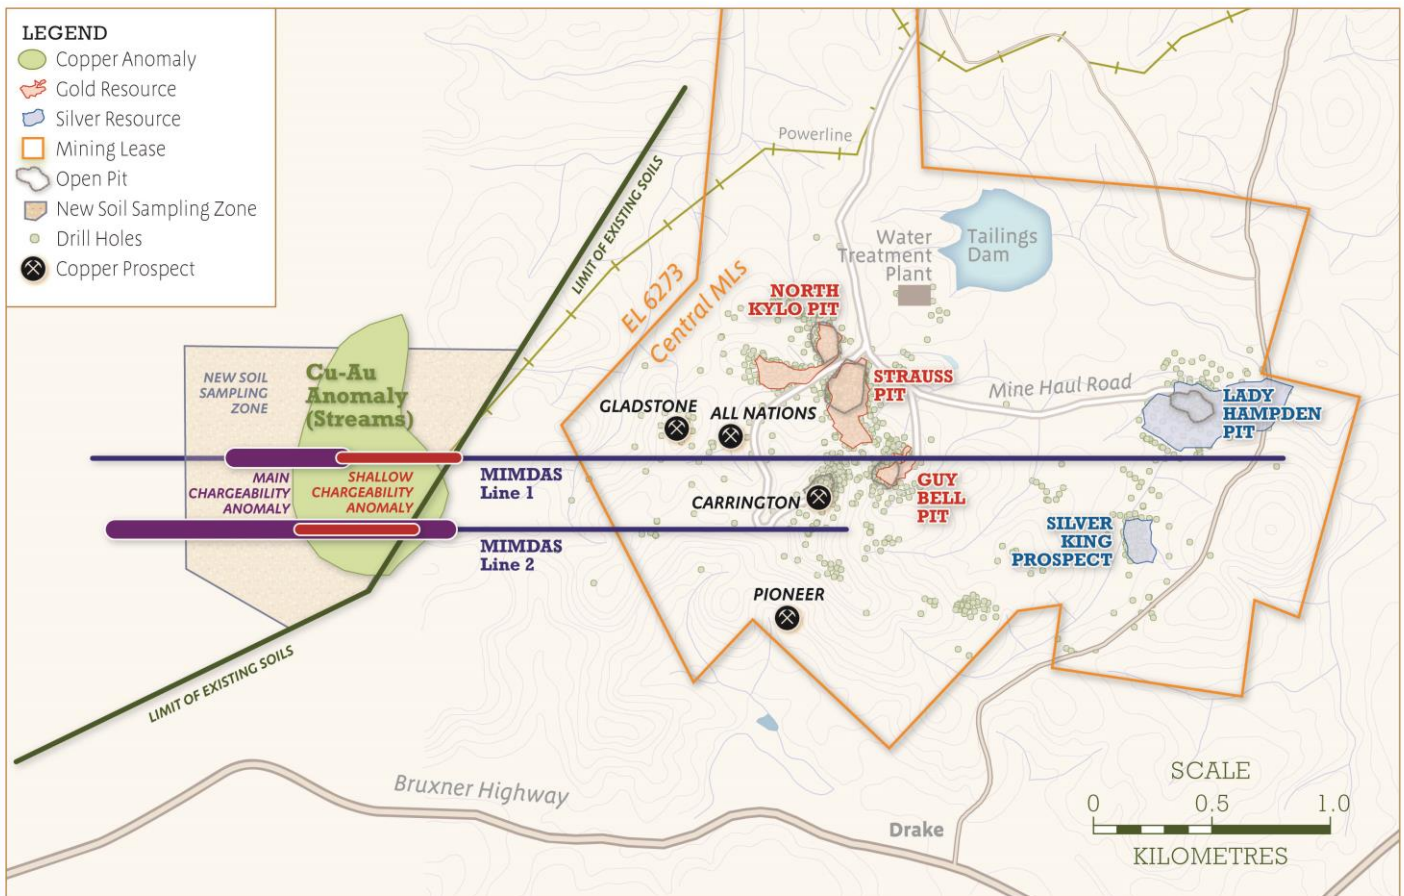 LEGEND
Copper Anomaly
Gold Resource
Silver Resource
Mining Lease
Open Pit
New Soil Sampling Zone
Drill Holes
Copper Prospect
Powerline
LIMIT OF EXISTING SOILS
EL 6273
Central MLs
Water
Treatment
Plant
Tailings
Dam
NORTH
KYLO PIT
STRAUSS
PIT
Mine Haul Road
LADY
HAMPDEN
PIT
NEW SOIL
SAMPLING
ZONE
Cu-Au
Anomaly
(Streams)
GLADSTONE
ALL NATIONS
MAIN
CHARGEABILITY
ANOMALY
SHALLOW
CHARGEABILITY
ANOMALY
MIMDAS
Line 1
CARRINGTON
GUY
BELL
PIT
SILVER
KING
PROSPECT
MIMDAS
Line 2
PIONEER
LIMIT OF EXISTING SOILS
Bruxner Highway
Drake
SCALE
0 0.5 1.0
KILOMETRES